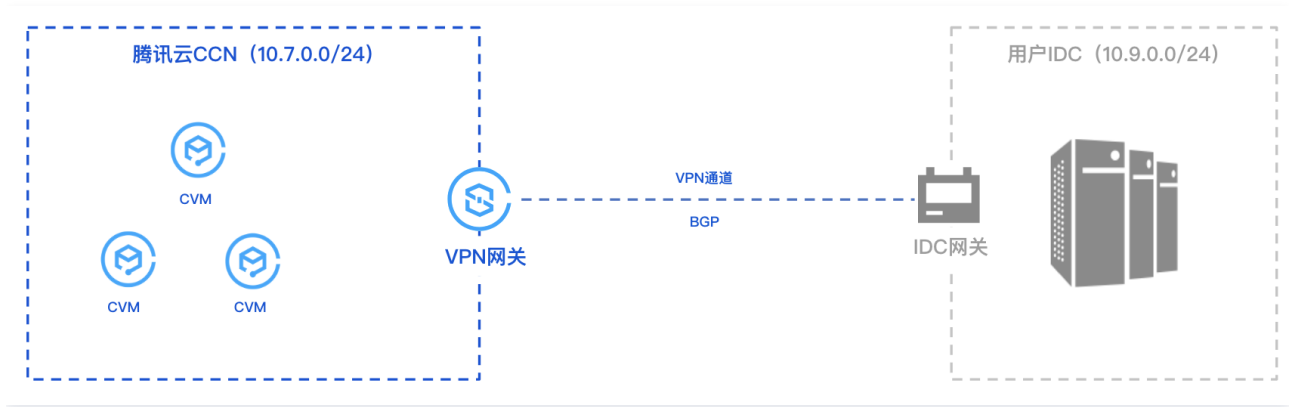 腾讯云CCN（10.7.0.0/24）
CVM
CVM
CVM
VPN网关
VPN通道
BGP
用户IDC（10.9.0.0/24）
IDC网关